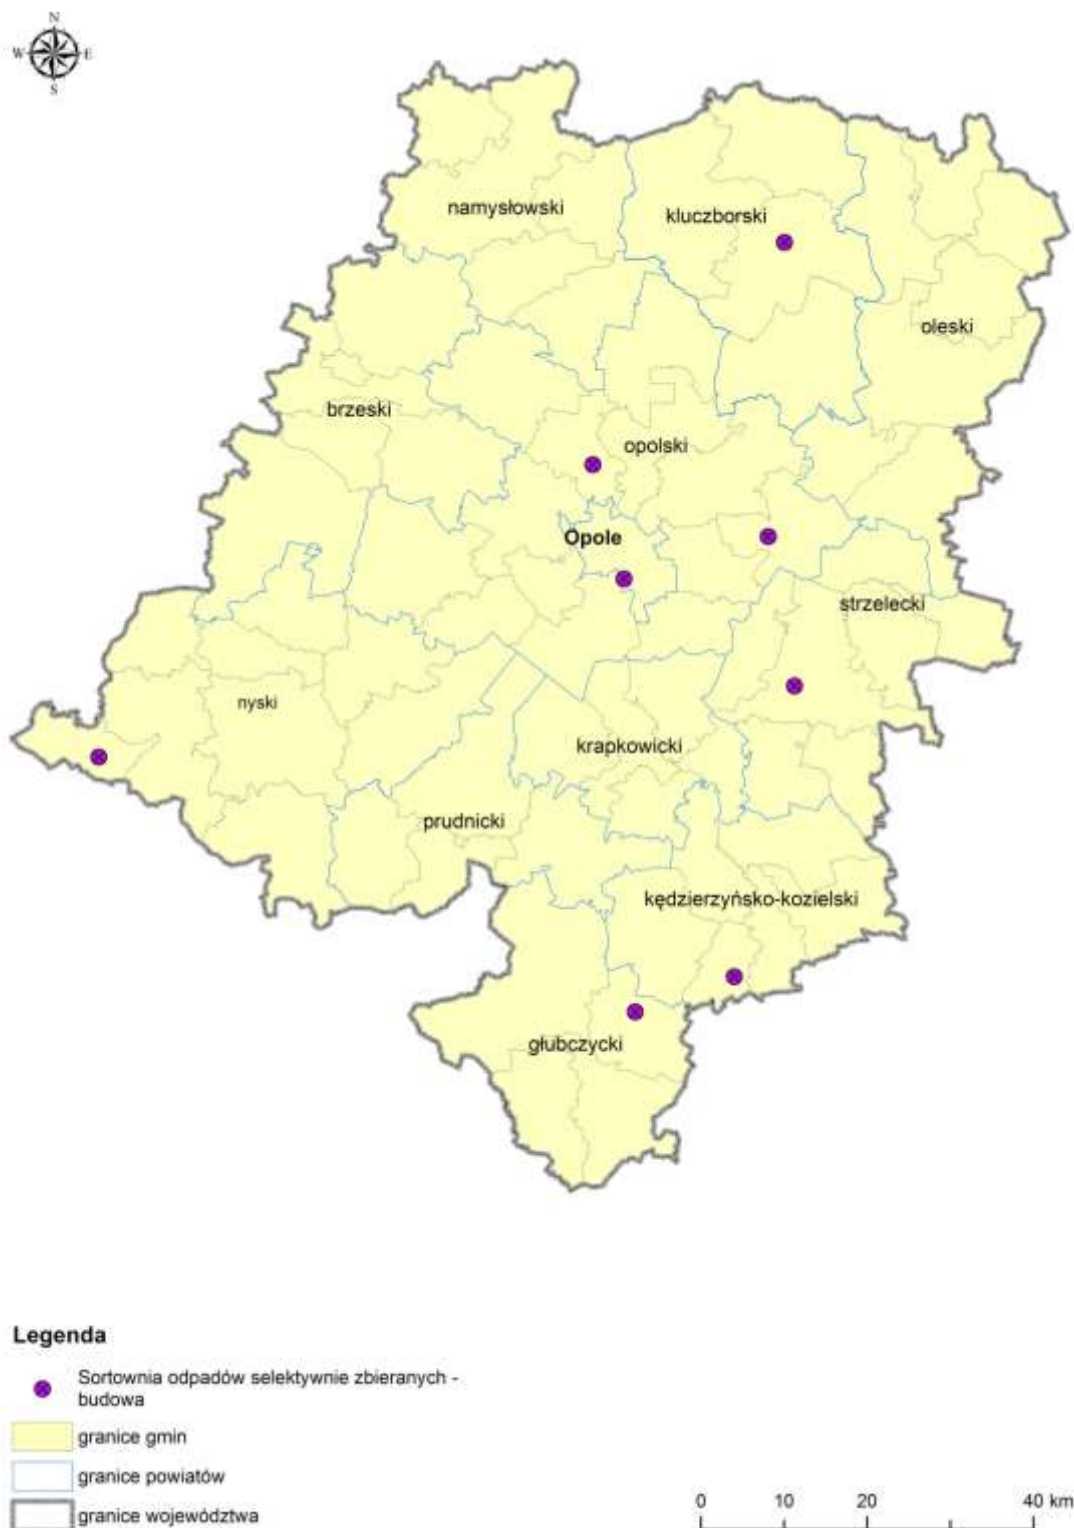 N
W E
S
namysłowski
kluczborski
oleski
brzeski
opolski
Opole
strzelecki
nyski
krapkowicki
prudnicki
kędzierzyńsko-kozielski
głubczycki
Legenda
Sortownia odpadów selektywnie zbieranych -
budowa
granice gmin
granice powiatów
granice województwa
0 10 20 40 km